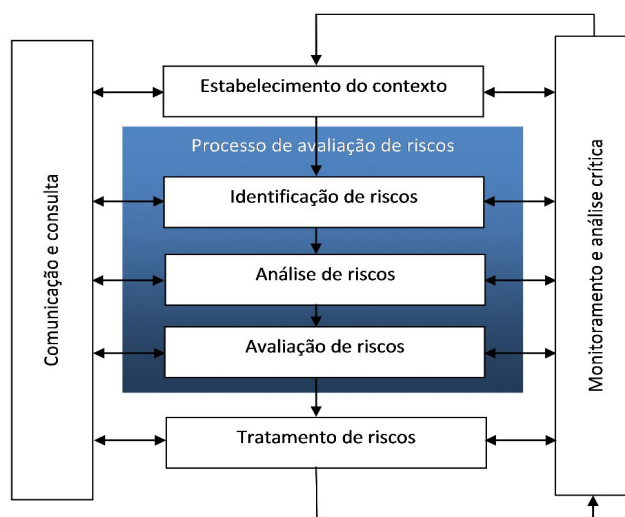 Estabelecimento do contexto
Processo de avaliação de riscos
Identificação de riscos
Análise de riscos
Avaliação de riscos
Tratamento de riscos
Comunicação e consulta
Monitoramento e análise crítica